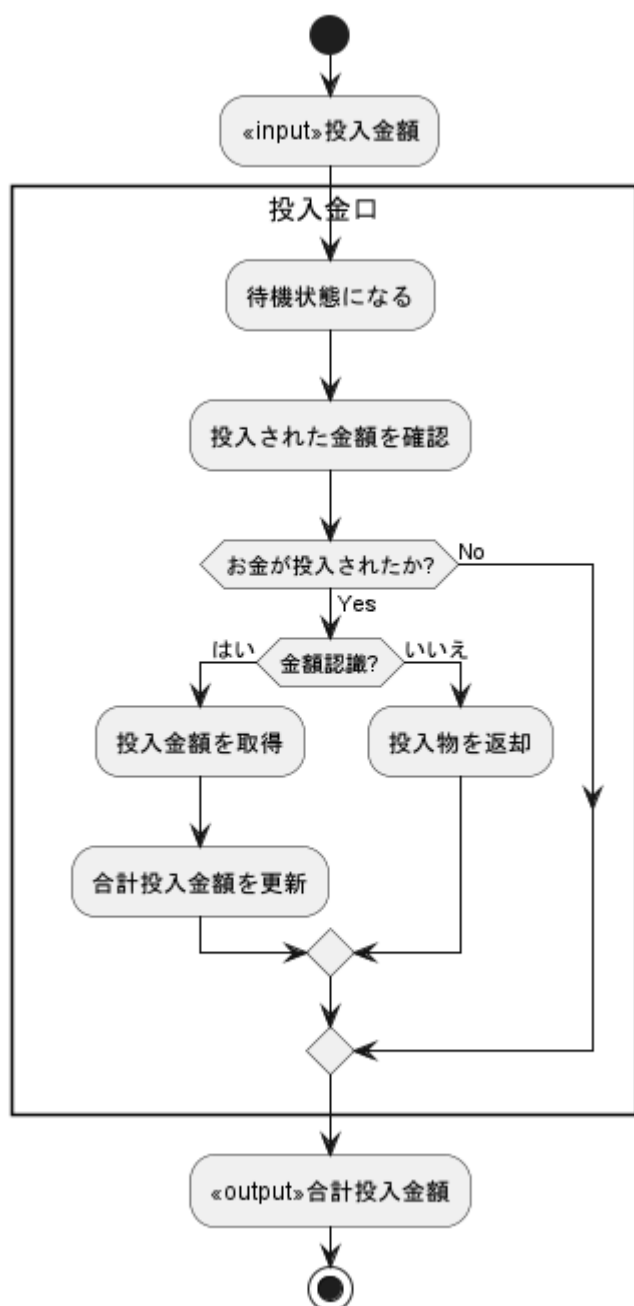 «input»投入金額
投入金口
待機状態になる
投入された金額を確認
お金が投入されたか?
No
Yes
はい
金額認識?
いいえ
投入金額を取得
投入物を返却
合計投入金額を更新
«output»合計投入金額